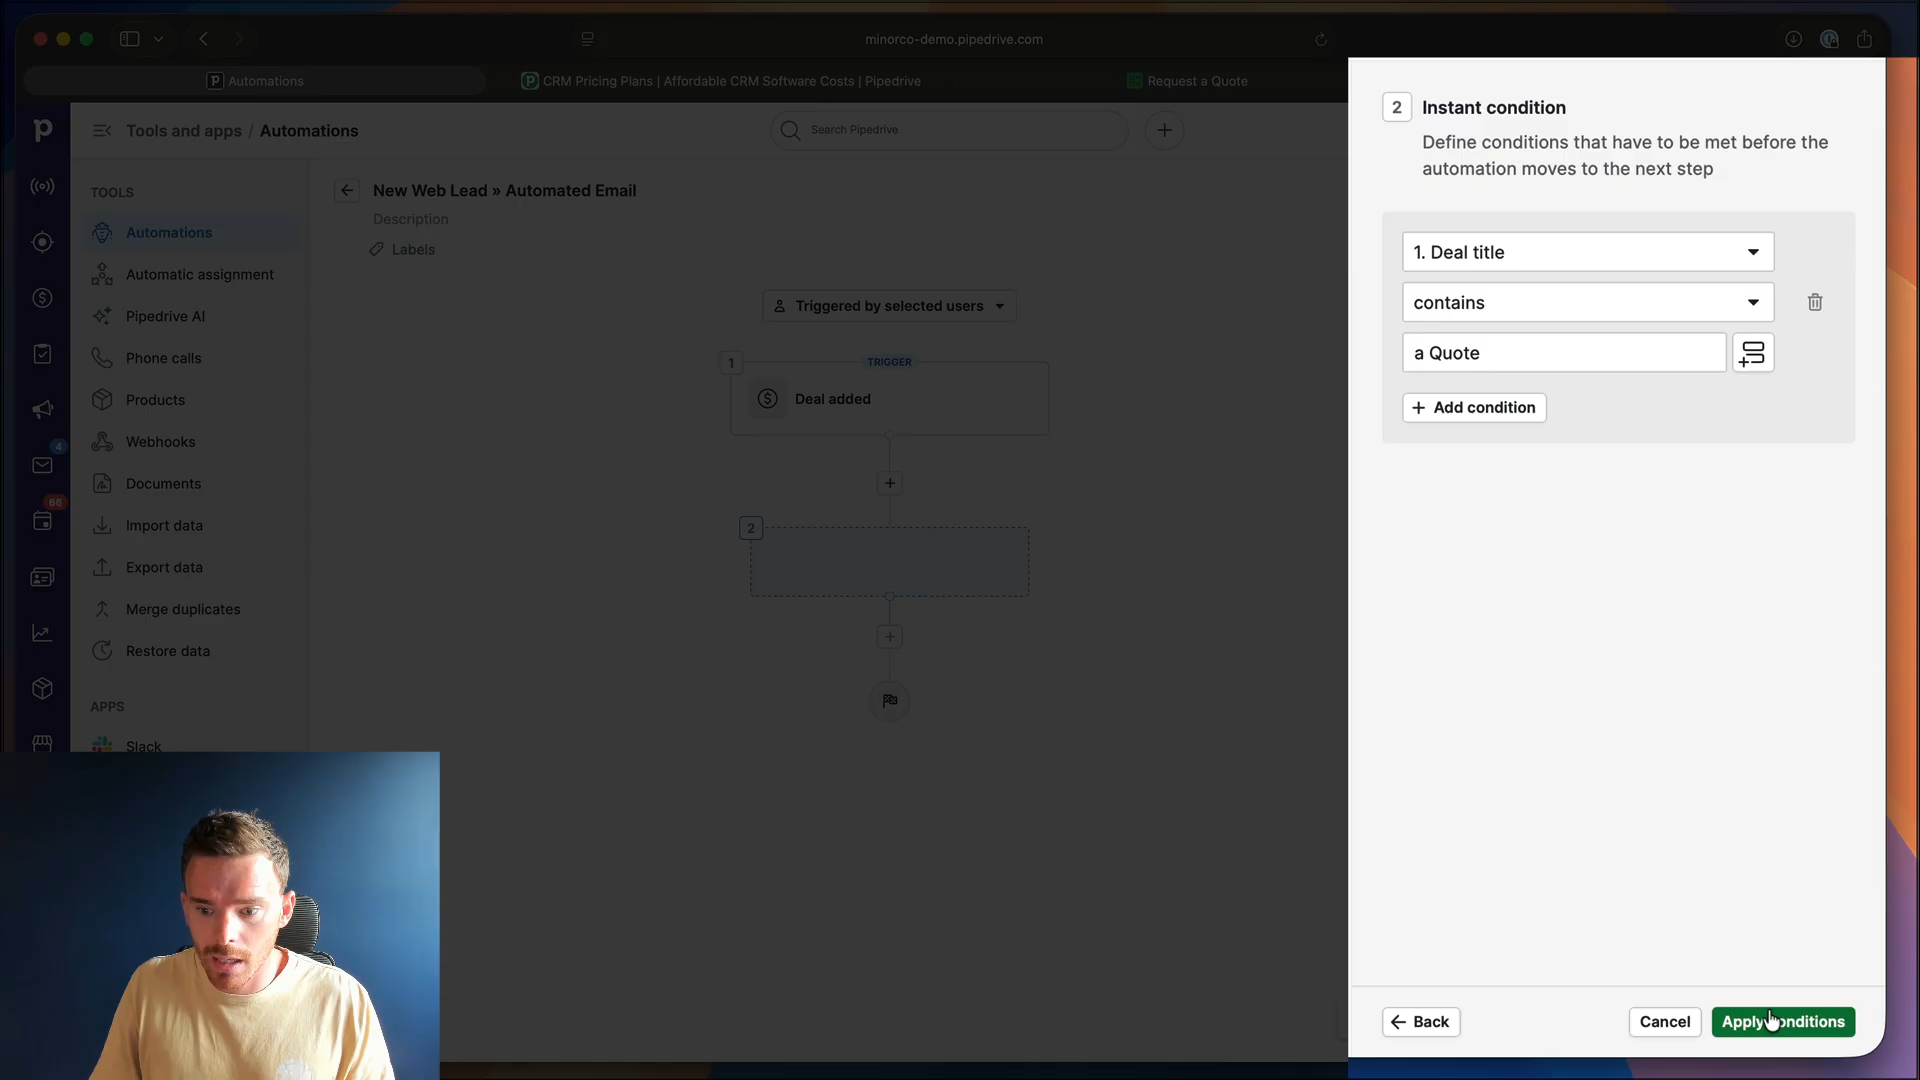 minorco-demo.pipedrive.com
Automations
CRM Pricing Plans | Affordable CRM Software Costs | Pipedrive
Request a Quote
Tools and apps / Automations
Search Pipedrive
TOOLS
Automations
Automatic assignment
Pipedrive AI
Phone calls
Products
Webhooks
Documents
Import data
Export data
Merge duplicates
Restore data
APPS
Slack
4
66
New Web Lead » Automated Email
Description
Labels
Triggered by selected users
1
TRIGGER
Deal added
2
2
Instant condition
Define conditions that have to be met before the
automation moves to the next step
1. Deal title
contains
a Quote
Add condition
Back
Cancel
Apply conditions